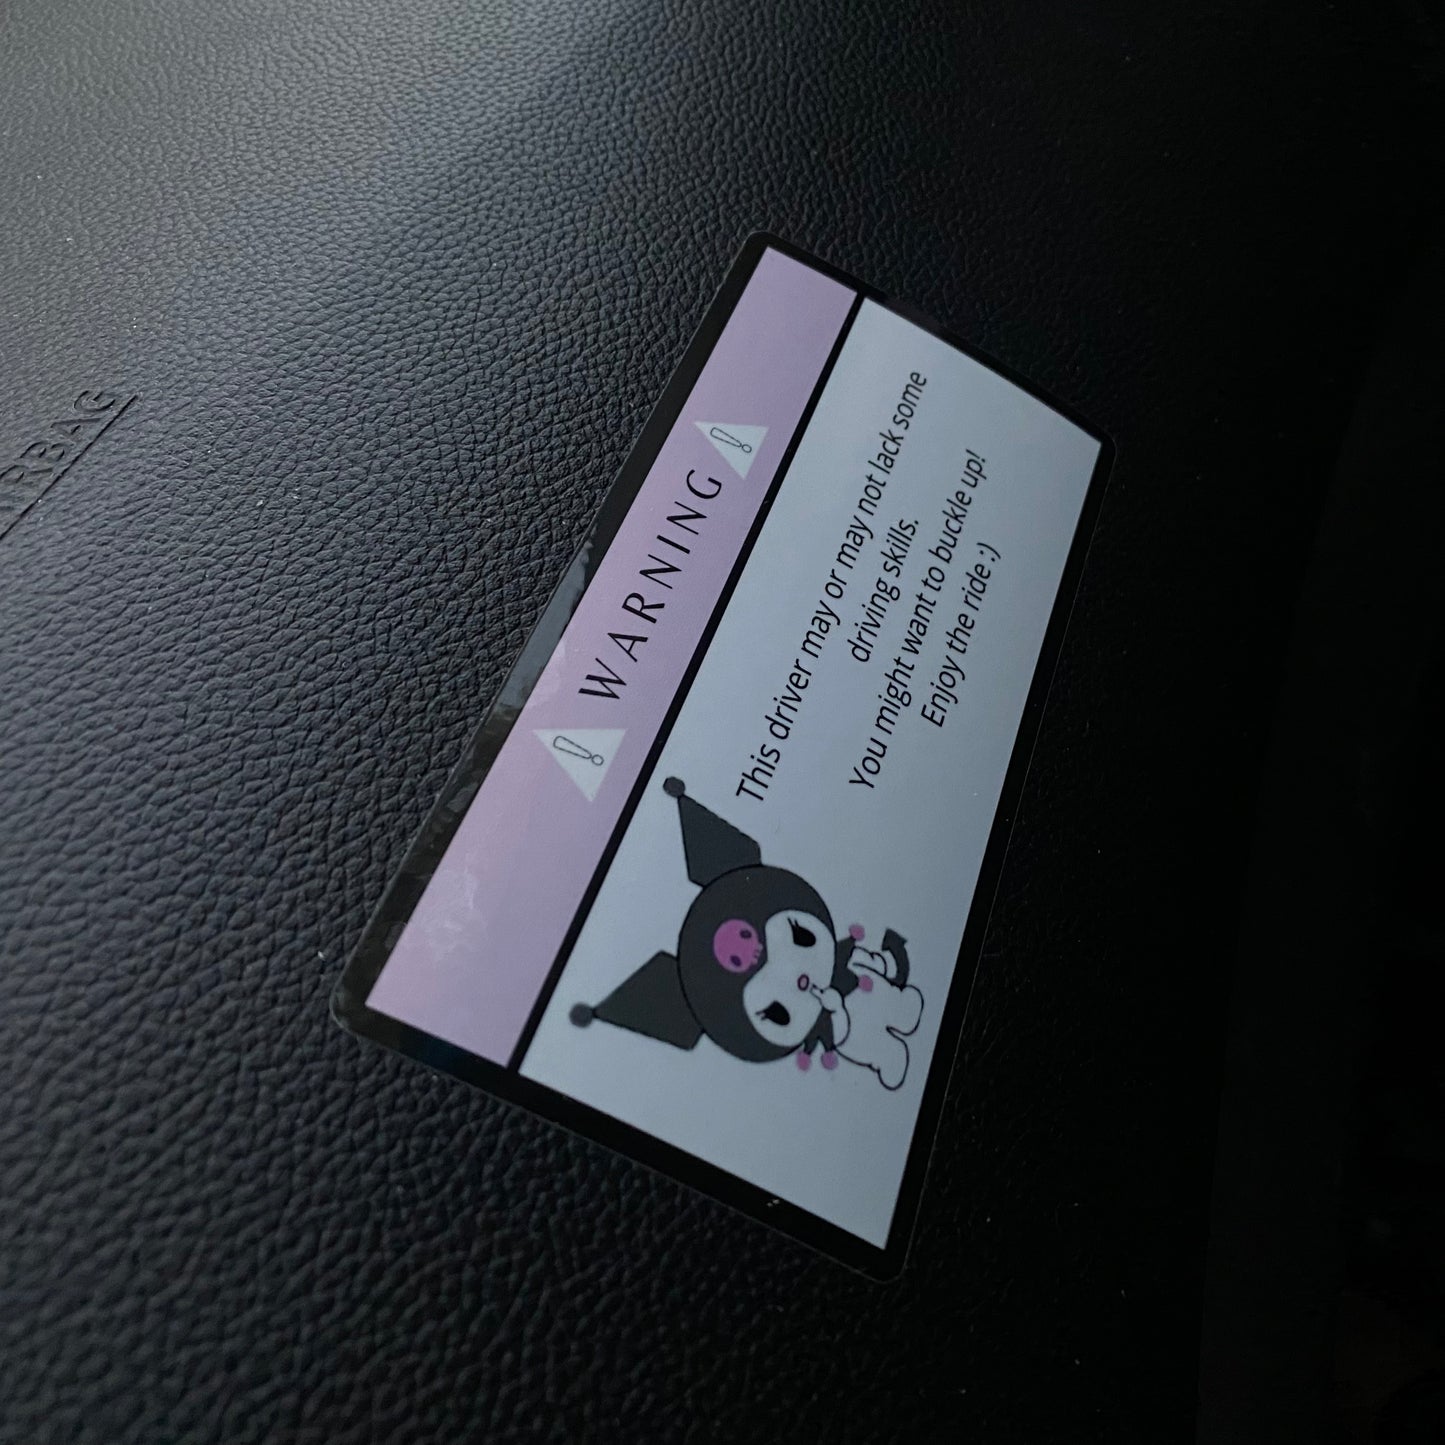 AIRBAG
WARNING
This driver may or may not lack some
driving skills.
You might want to buckle up!
Enjoy the ride :)